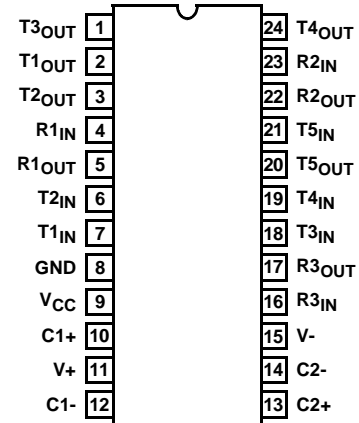 T3OUT 1 24 T4OUT
T1OUT 2 23 R2IN
T2OUT 3 22 R2OUT
R1IN 4 21 T5IN
R1OUT 5 20 T5OUT
T2IN 6 19 T4IN
T1IN 7 18 T3IN
GND 8 17 R3OUT
VCC 9 16 R3IN
C1+ 10 15 V-
V+ 11 14 C2-
C1- 12 13 C2+